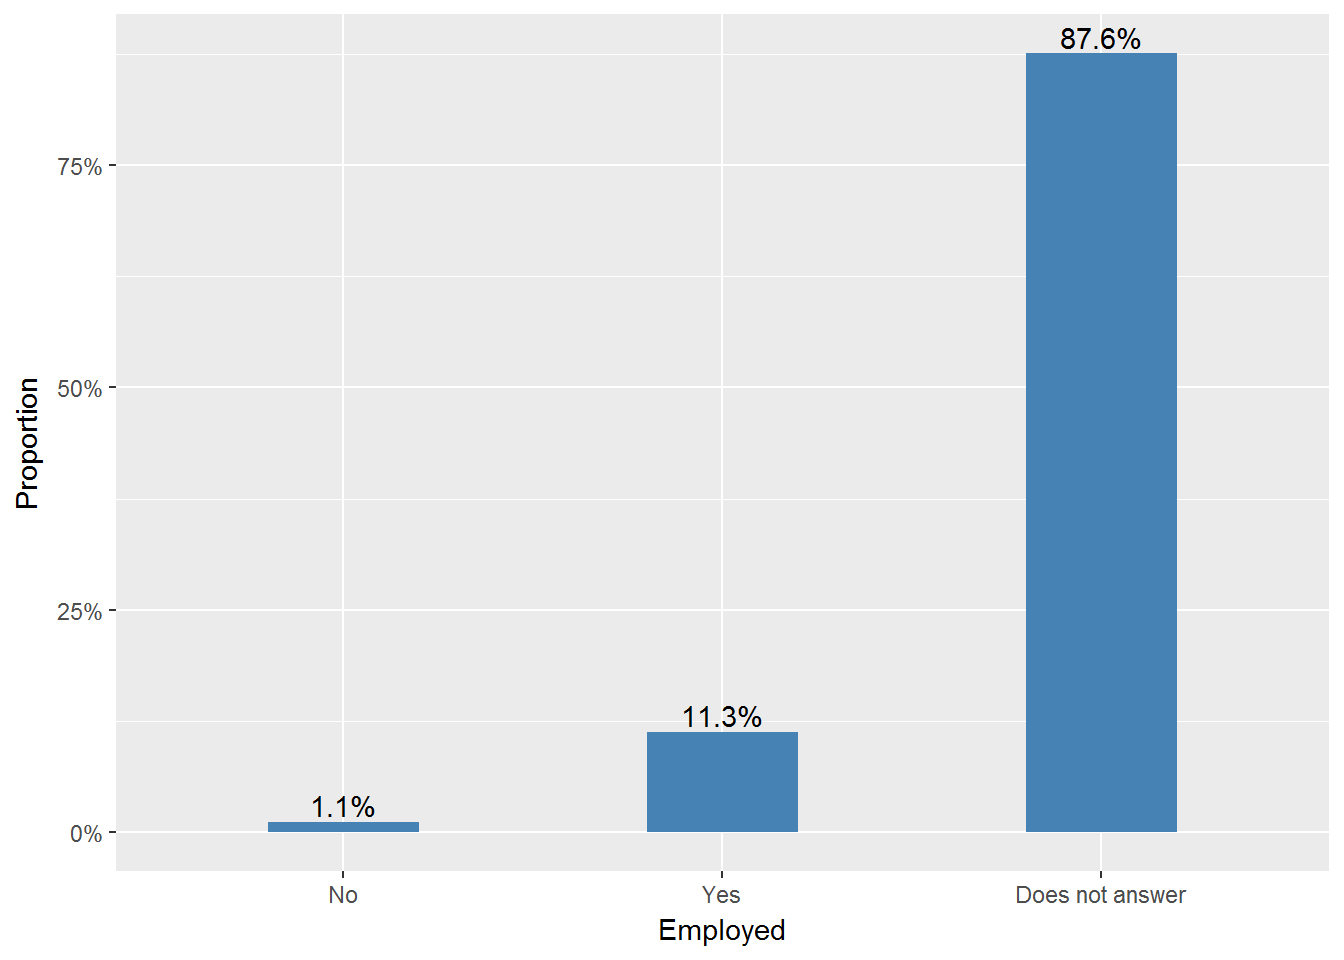 87.6%
75%
50%
Proportion
25%
11.3%
1.1%
0%
No
Yes
Does not answer
Employed